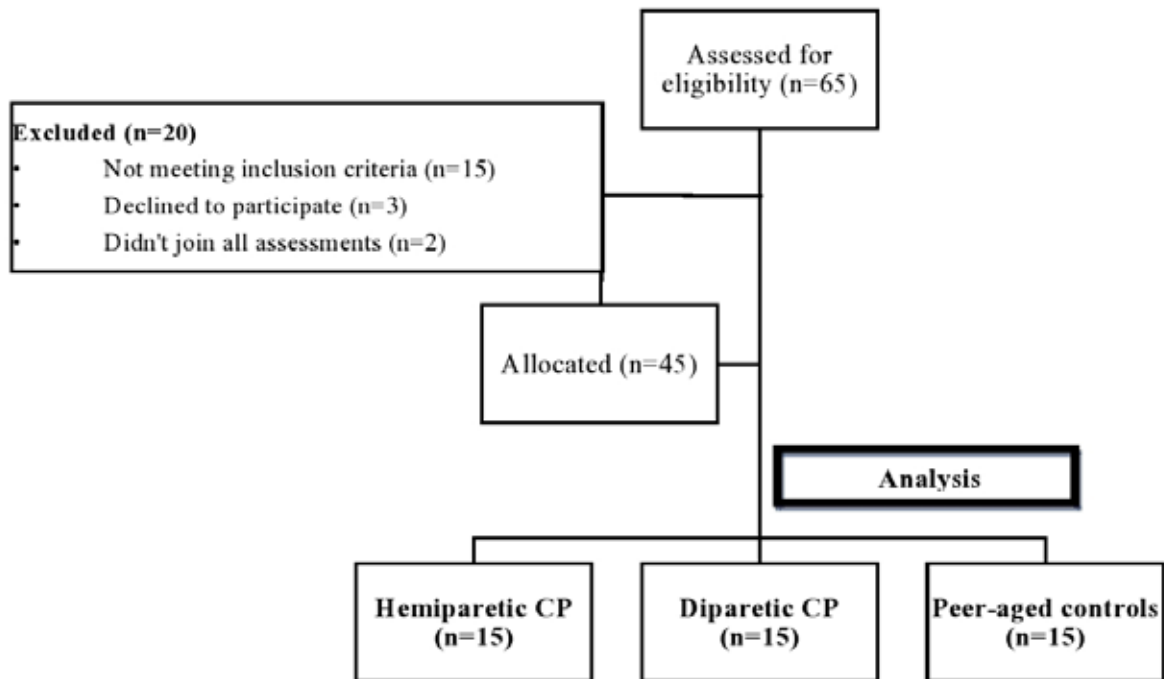 Assessed for
eligibility (n=65)
Excluded (n=20)
• Not meeting inclusion criteria (n=15)
• Declined to participate (n=3)
• Didn't join all assessments (n=2)
Allocated (n=45)
Analysis
Hemiparetic CP
(n=15)
Diparetic CP
(n=15)
Peer-aged controls
(n=15)